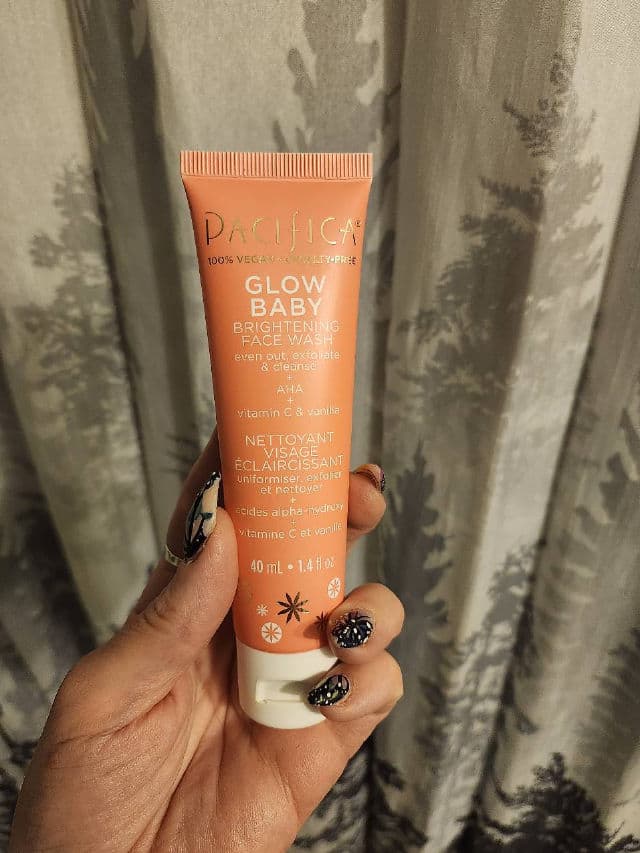 PACIFICA®
100% VEGAN • CRUELTY-FREE
GLOW
BABY
BRIGHTENING
FACE WASH
even out, exfoliate
& cleanse
+
AHA
+
vitamin C & vanilla
NETTOYANT
VISAGE
ÉCLAIRCISSANT
uniformiser, exfolier
et nettoyer
+
acides alpha-hydroxy
+
vitamine C et vanille
40 mL • 1.4 fl oz